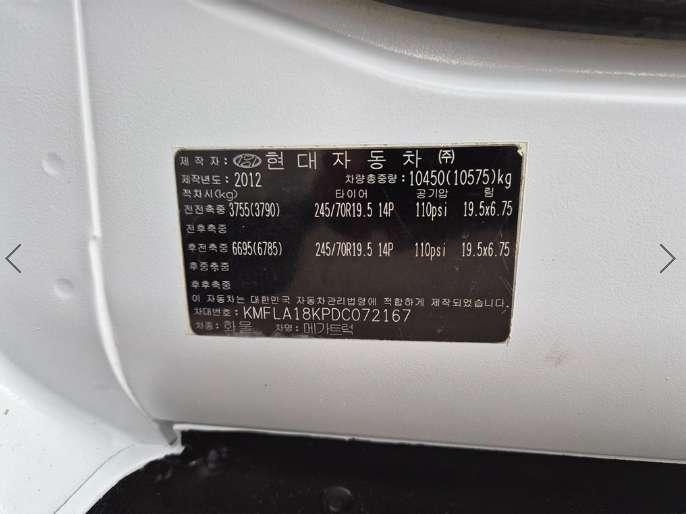 제 작 자 : 현 대 자 동 차 ㈜
제작년도: 2012 차량총중량: 10450(10575)kg
적차시(kg) 타이어 공기압 림
전전축중 3755(3790) 245/70R19.5 14P 110psi 19.5x6.75
전후축중
후전축중 6695(6785) 245/70R19.5 14P 110psi 19.5x6.75
후중축중
후후축중
이 자동차는 대한민국 자동차관리법령에 적합하게 제작되었습니다.
차대번호: KMFLA18KPDC072167
차종: 화물 차명: 메가트럭